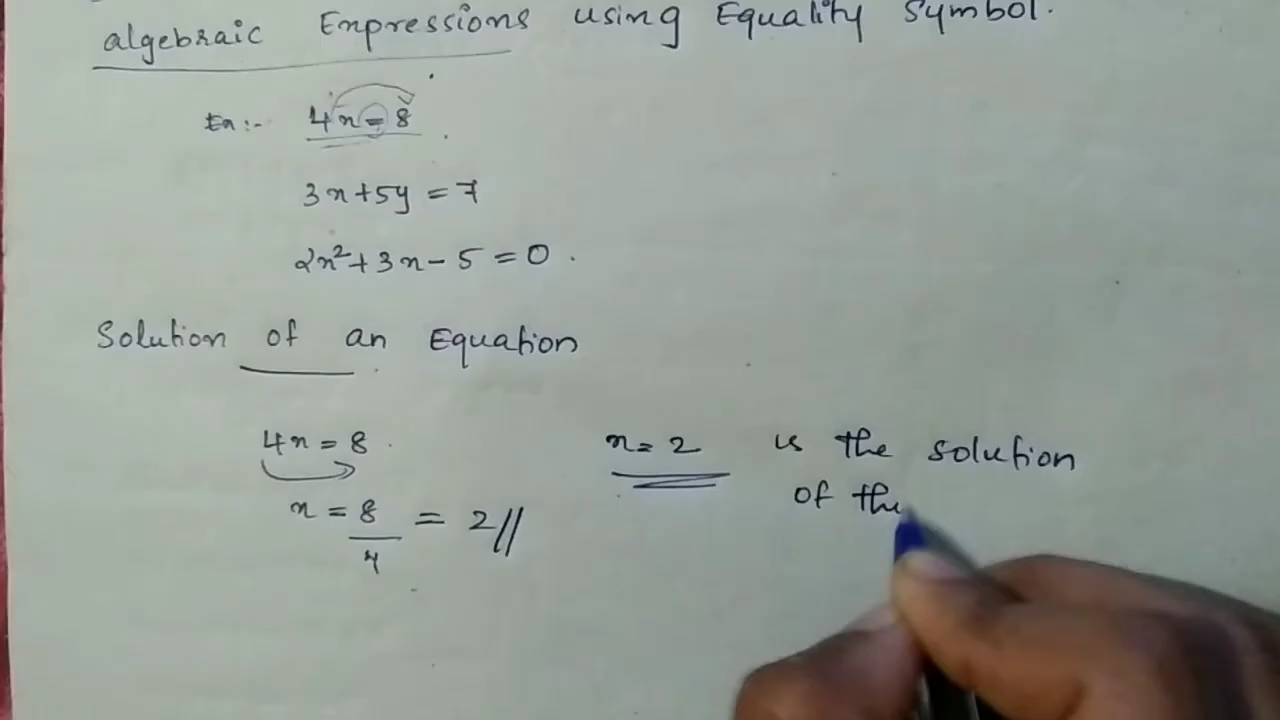 algebraic Expressions using Equality Symbol.
Ex :- 4x = 8
3x + 5y = 7
2x² + 3x - 5 = 0 .
Solution of an Equation
4x = 8
x = 8/4 = 2//
x = 2 is the solution
of the